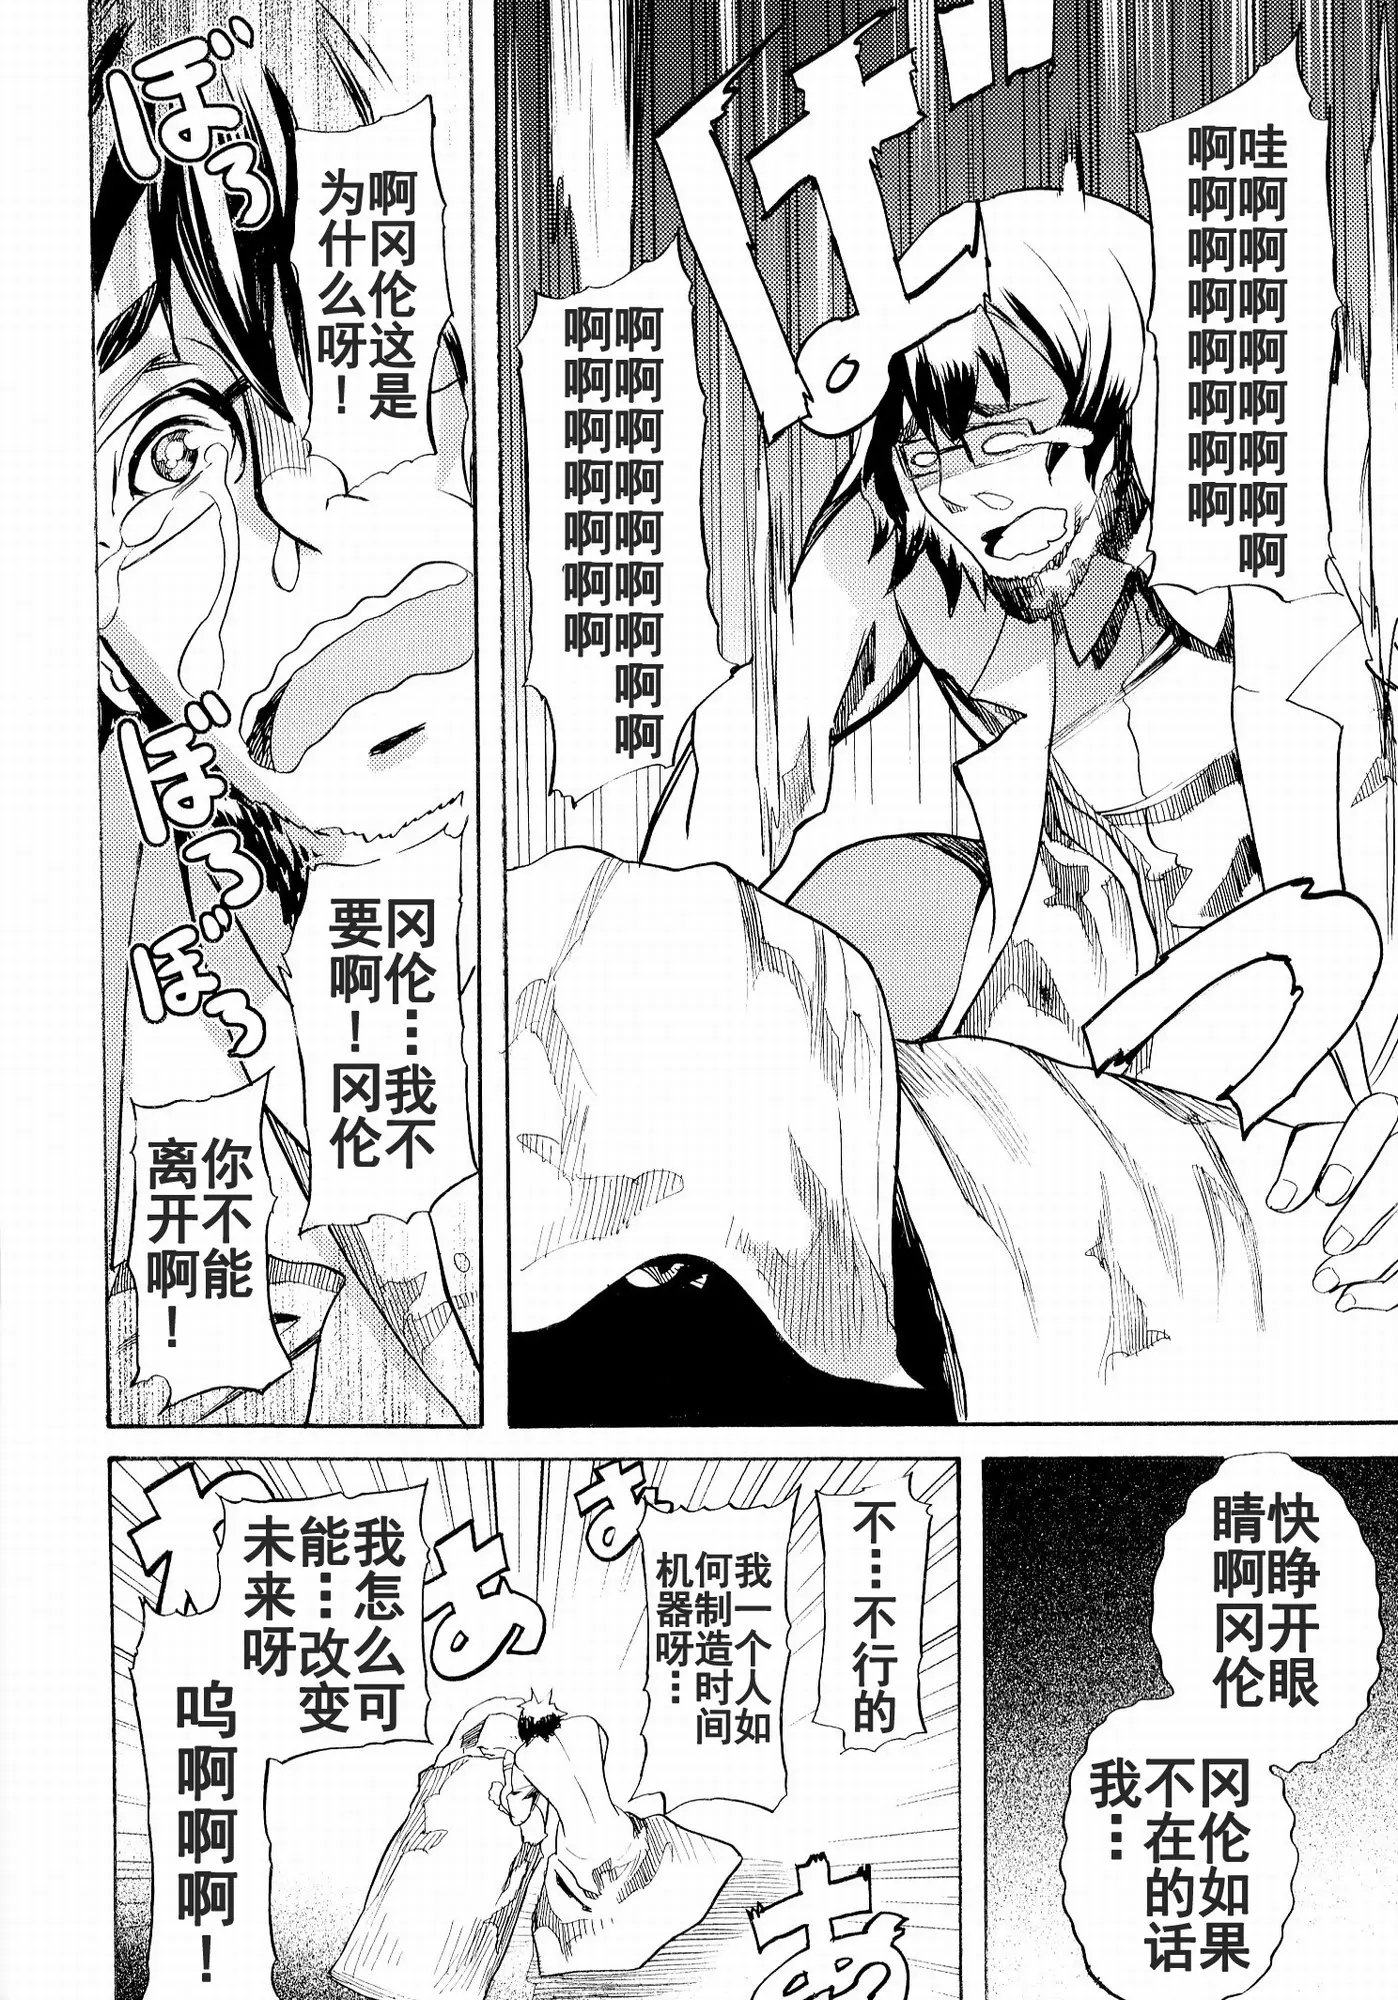 哇啊啊啊啊啊啊啊啊
啊啊啊啊啊啊啊啊
ば
啊啊啊啊啊啊啊啊啊
啊啊啊啊啊啊啊
っ
啊冈伦这是
为什么呀！
ぼろ
冈伦…我不
要啊！冈伦
ぼろ
ぼろ
你不能
离开啊！
快睁开眼
睛啊冈伦
冈伦如果
不在的话
我…
不…不行的
我一个人如
何制造时间
机器呀…
ま
我怎么可
能…改变
未来呀
呜啊啊啊！
あ
あ